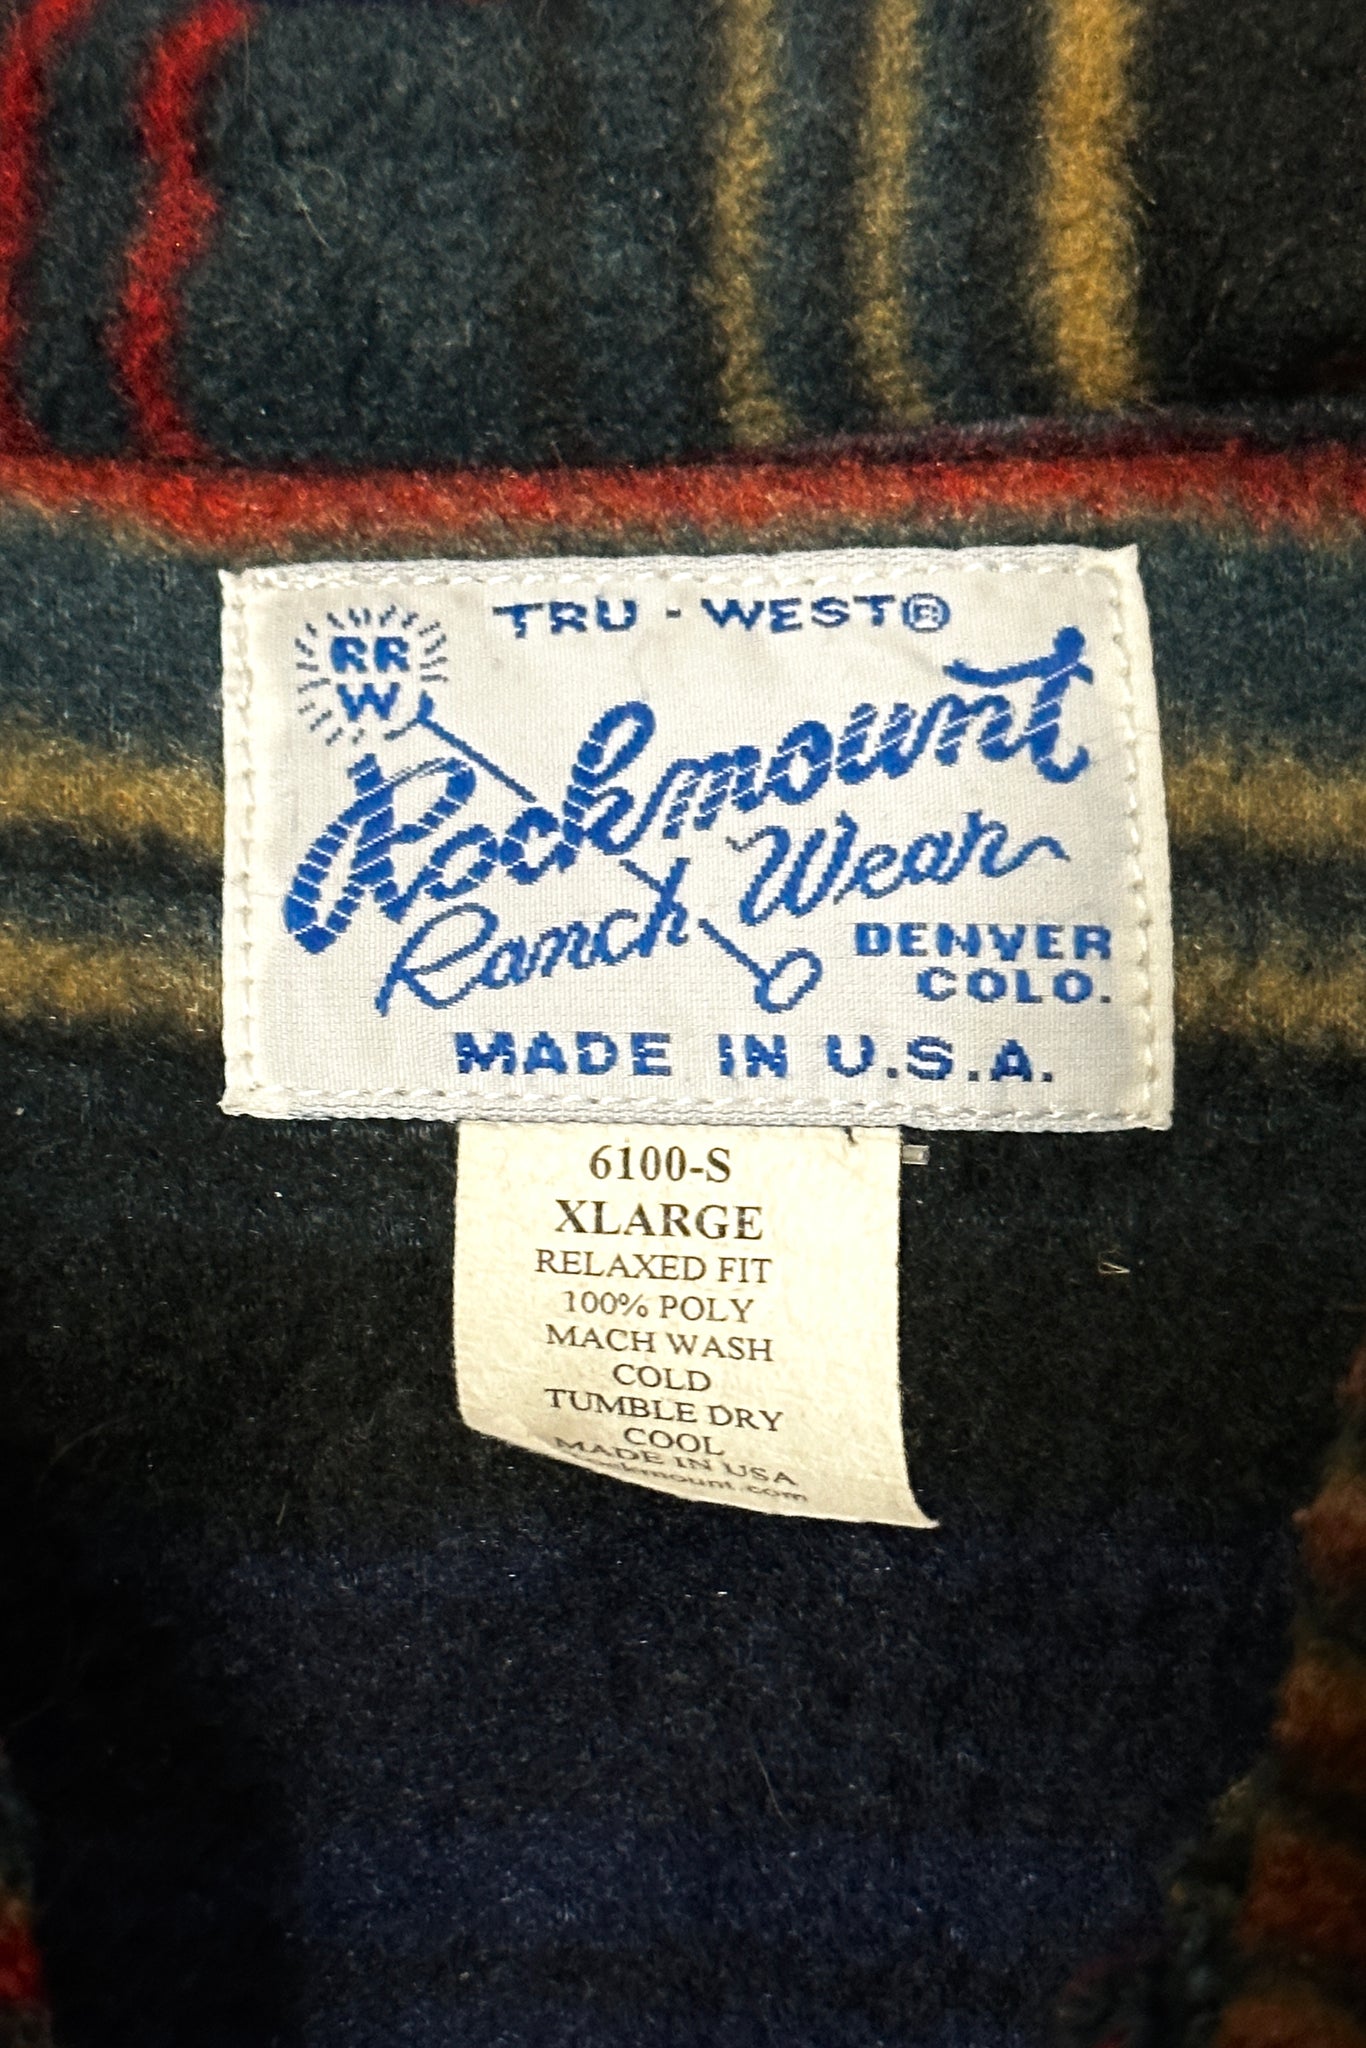 TRU - WEST®
RR
W
Rockmount
Ranch Wear
DENVER
COLO.
MADE IN U.S.A.
6100-S
XLARGE
RELAXED FIT
100% POLY
MACH WASH
COLD
TUMBLE DRY
COOL
MADE IN USA